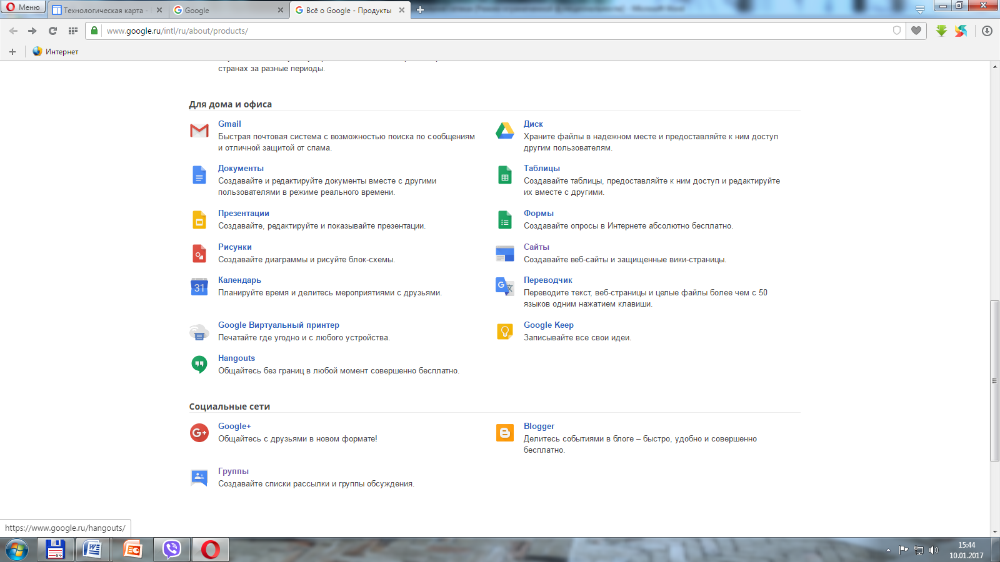 Меню
Технологическая карта -
Google
Всё о Google - Продукты
www.google.ru/intl/ru/about/products/
Интернет
странах за разные периоды.
Для дома и офиса
Gmail
Быстрая почтовая система с возможностью поиска по сообщениям
и отличной защитой от спама.
Диск
Храните файлы в надежном месте и предоставляйте к ним доступ
другим пользователям.
Документы
Создавайте и редактируйте документы вместе с другими
пользователями в режиме реального времени.
Таблицы
Создавайте таблицы, предоставляйте к ним доступ и редактируйте
их вместе с другими.
Презентации
Создавайте, редактируйте и показывайте презентации.
Формы
Создавайте опросы в Интернете абсолютно бесплатно.
Рисунки
Создавайте диаграммы и рисуйте блок-схемы.
Сайты
Создавайте веб-сайты и защищенные вики-страницы.
31
Календарь
Планируйте время и делитесь мероприятиями с друзьями.
Переводчик
Переводите текст, веб-страницы и целые файлы более чем с 50
языков одним нажатием клавиши.
Google Виртуальный принтер
Печатайте где угодно и с любого устройства.
Google Keep
Записывайте все свои идеи.
Hangouts
Общайтесь без границ в любой момент совершенно бесплатно.
Социальные сети
G+
Google+
Общайтесь с друзьями в новом формате!
Blogger
Делитесь событиями в блоге – быстро, удобно и совершенно
бесплатно.
Группы
Создавайте списки рассылки и группы обсуждения.
https://www.google.ru/hangouts/
64
15:44
10.01.2017